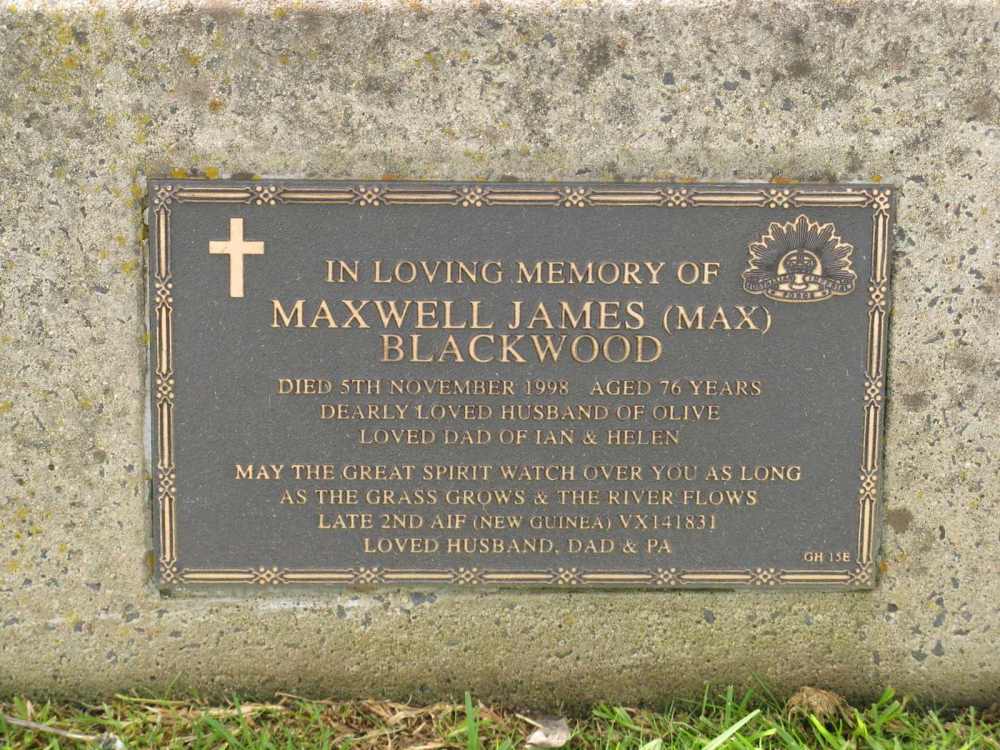 IN LOVING MEMORY OF
MAXWELL JAMES (MAX)
BLACKWOOD
DIED 5TH NOVEMBER 1998 AGED 76 YEARS
DEARLY LOVED HUSBAND OF OLIVE
LOVED DAD OF IAN & HELEN
MAY THE GREAT SPIRIT WATCH OVER YOU AS LONG
AS THE GRASS GROWS & THE RIVER FLOWS
LATE 2ND AIF (NEW GUINEA) VX141831
LOVED HUSBAND, DAD & PA
GH 15E